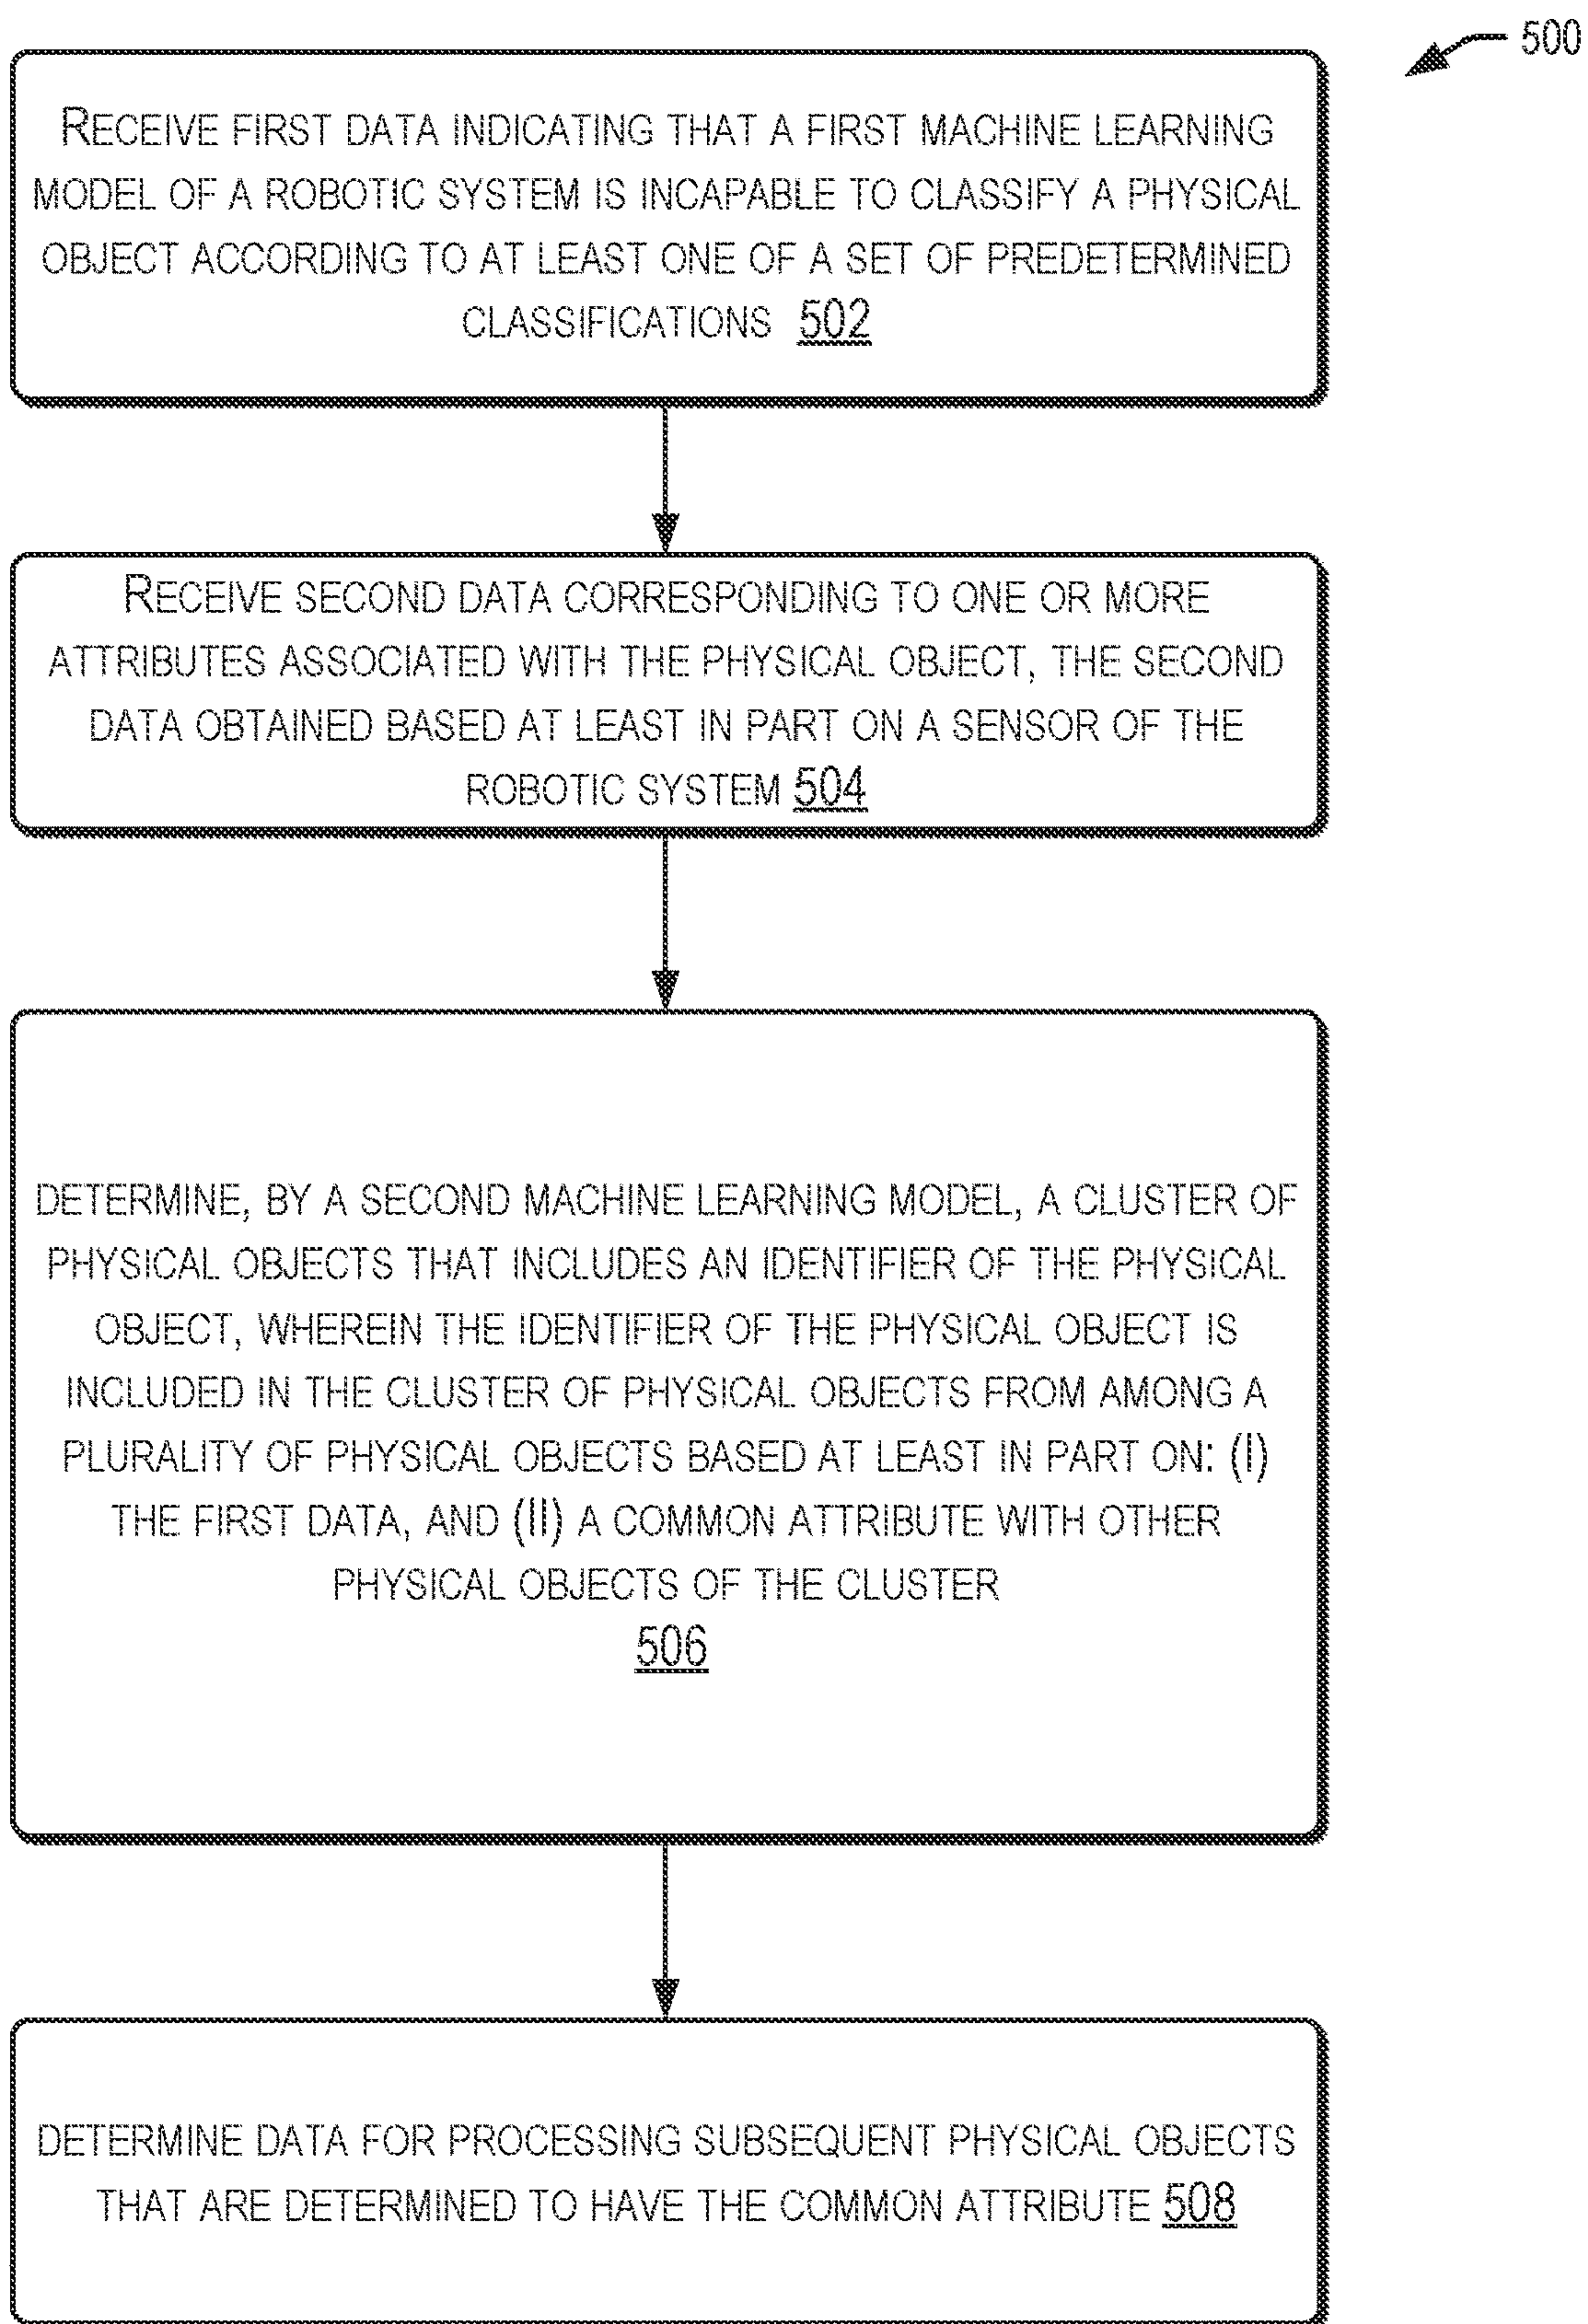 500
RECEIVE FIRST DATA INDICATING THAT A FIRST MACHINE LEARNING
MODEL OF A ROBOTIC SYSTEM IS INCAPABLE TO CLASSIFY A PHYSICAL
OBJECT ACCORDING TO AT LEAST ONE OF A SET OF PREDETERMINED
CLASSIFICATIONS 502
RECEIVE SECOND DATA CORRESPONDING TO ONE OR MORE
ATTRIBUTES ASSOCIATED WITH THE PHYSICAL OBJECT, THE SECOND
DATA OBTAINED BASED AT LEAST IN PART ON A SENSOR OF THE
ROBOTIC SYSTEM 504
DETERMINE, BY A SECOND MACHINE LEARNING MODEL, A CLUSTER OF
PHYSICAL OBJECTS THAT INCLUDES AN IDENTIFIER OF THE PHYSICAL
OBJECT, WHEREIN THE IDENTIFIER OF THE PHYSICAL OBJECT IS
INCLUDED IN THE CLUSTER OF PHYSICAL OBJECTS FROM AMONG A
PLURALITY OF PHYSICAL OBJECTS BASED AT LEAST IN PART ON: (I)
THE FIRST DATA, AND (II) A COMMON ATTRIBUTE WITH OTHER
PHYSICAL OBJECTS OF THE CLUSTER
506
DETERMINE DATA FOR PROCESSING SUBSEQUENT PHYSICAL OBJECTS
THAT ARE DETERMINED TO HAVE THE COMMON ATTRIBUTE 508